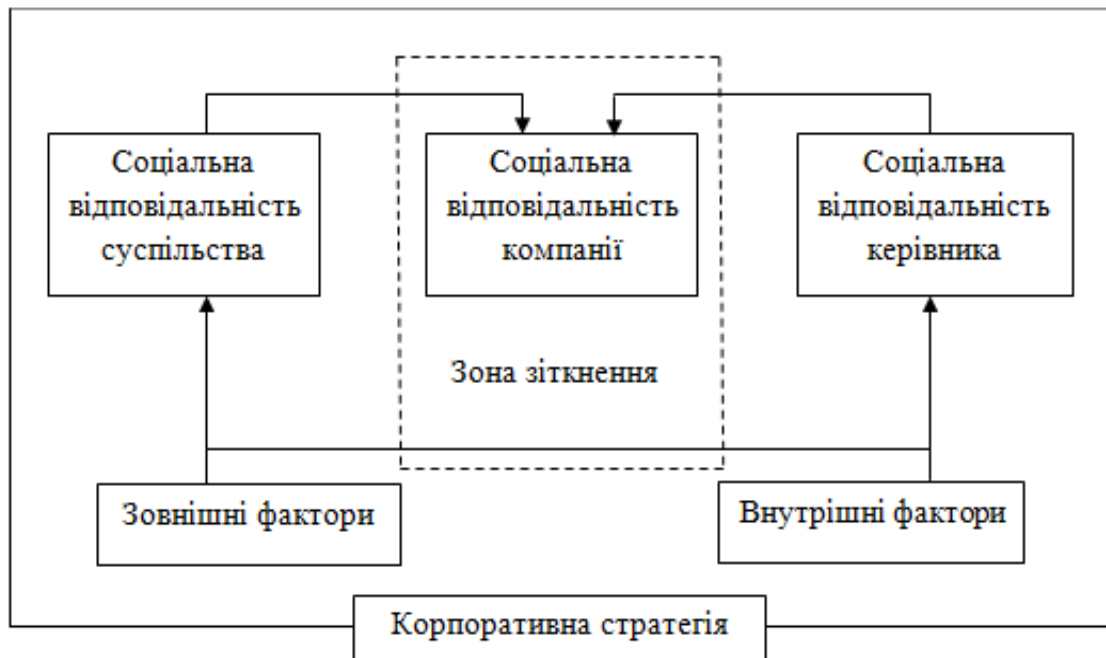 Соціальна
відповідальність
суспільства
Соціальна
відповідальність
компанії
Соціальна
відповідальність
керівника
Зона зіткнення
Зовнішні фактори
Внутрішні фактори
Корпоративна стратегія